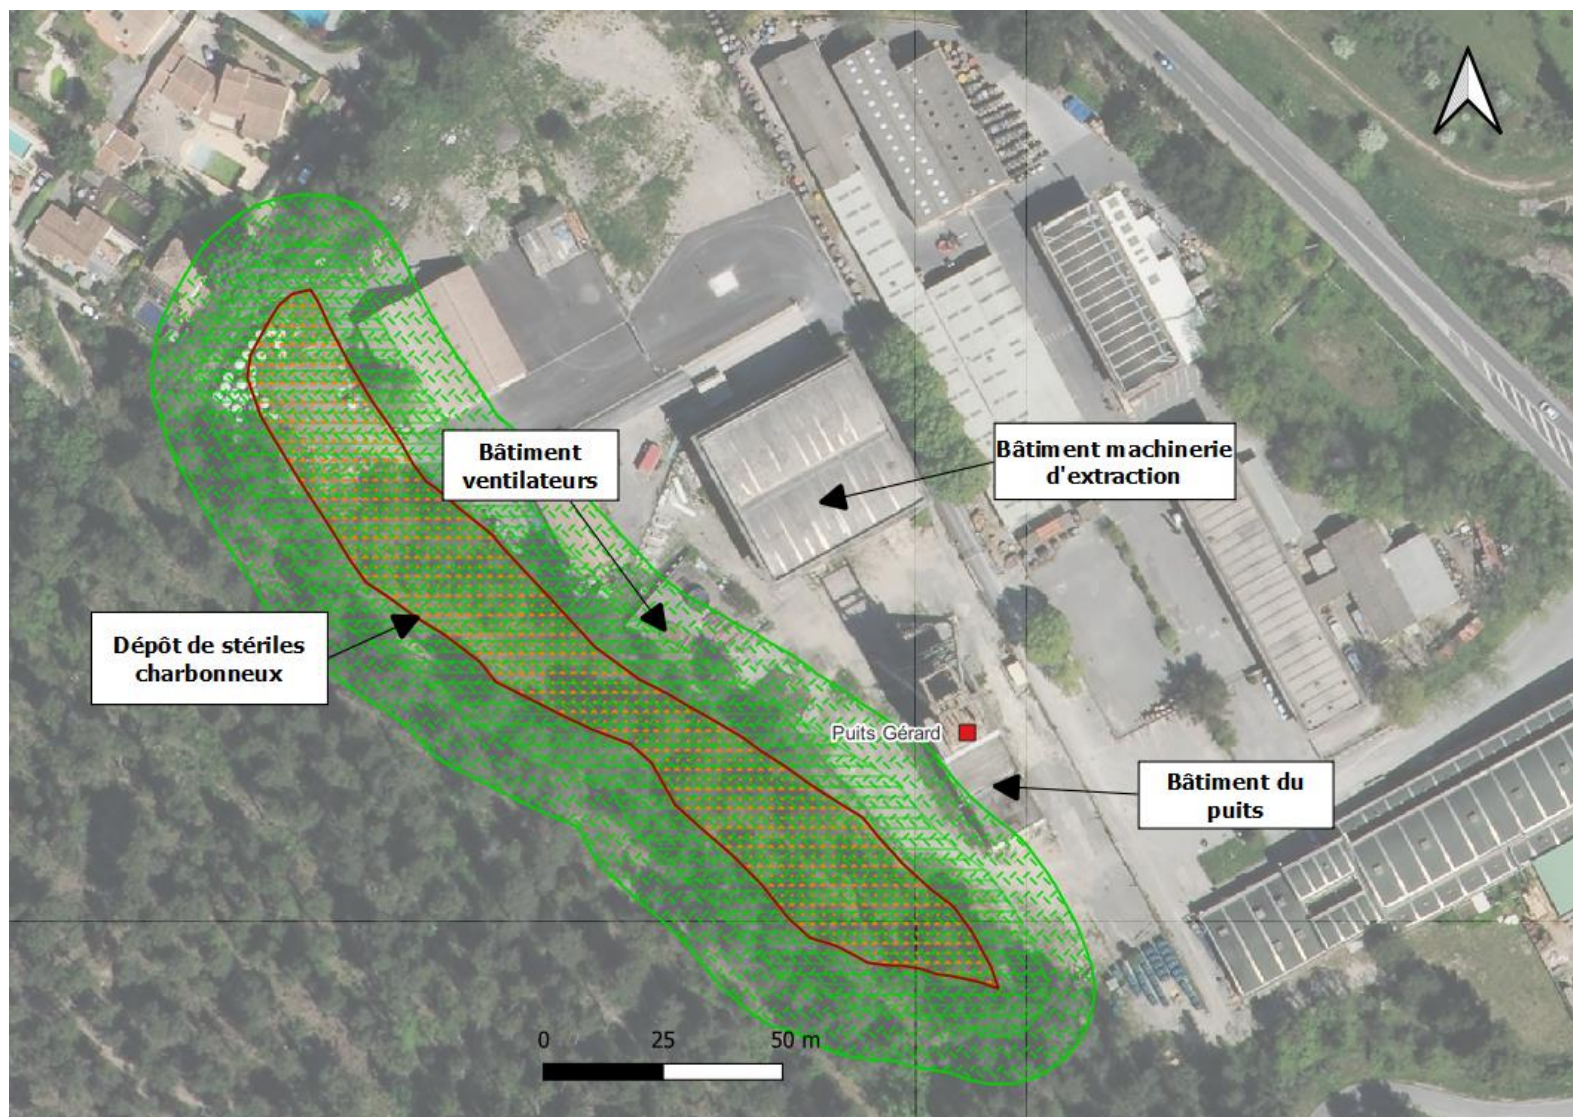 Bâtiment
ventilateurs
Bâtiment machinerie
d'extraction
Dépôt de stériles
charbonneux
Puits Gérard
Bâtiment du
puits
0 25 50 m